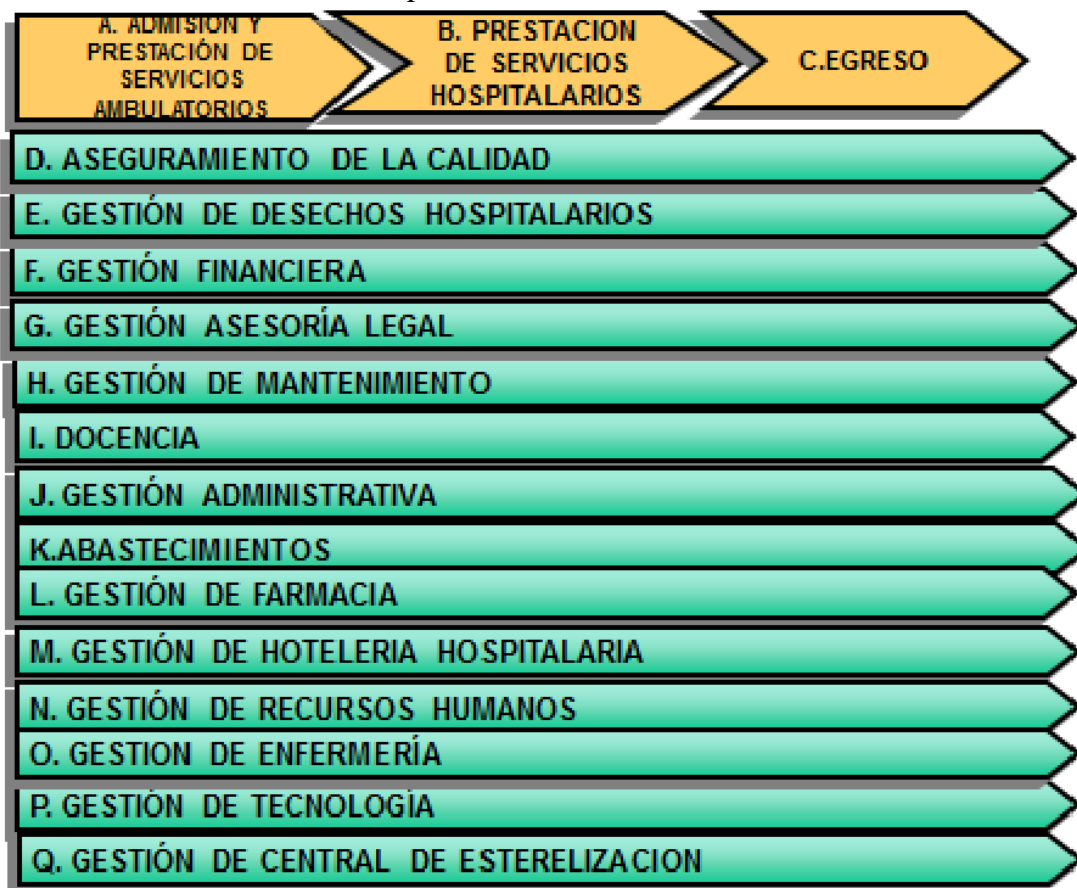 A. ADMISIÓN Y
PRESTACIÓN DE
SERVICIOS
AMBULATORIOS
B. PRESTACION
DE SERVICIOS
HOSPITALARIOS
C.EGRESO
D. ASEGURAMIENTO DE LA CALIDAD
E. GESTIÓN DE DESECHOS HOSPITALARIOS
F. GESTIÓN FINANCIERA
G. GESTIÓN ASESORÍA LEGAL
H. GESTIÓN DE MANTENIMIENTO
I. DOCENCIA
J. GESTIÓN ADMINISTRATIVA
K.ABASTECIMIENTOS
L. GESTIÓN DE FARMACIA
M. GESTIÓN DE HOTELERIA HOSPITALARIA
N. GESTIÓN DE RECURSOS HUMANOS
O. GESTION DE ENFERMERÍA
P. GESTIÓN DE TECNOLOGÍA
Q. GESTIÓN DE CENTRAL DE ESTERELIZACION